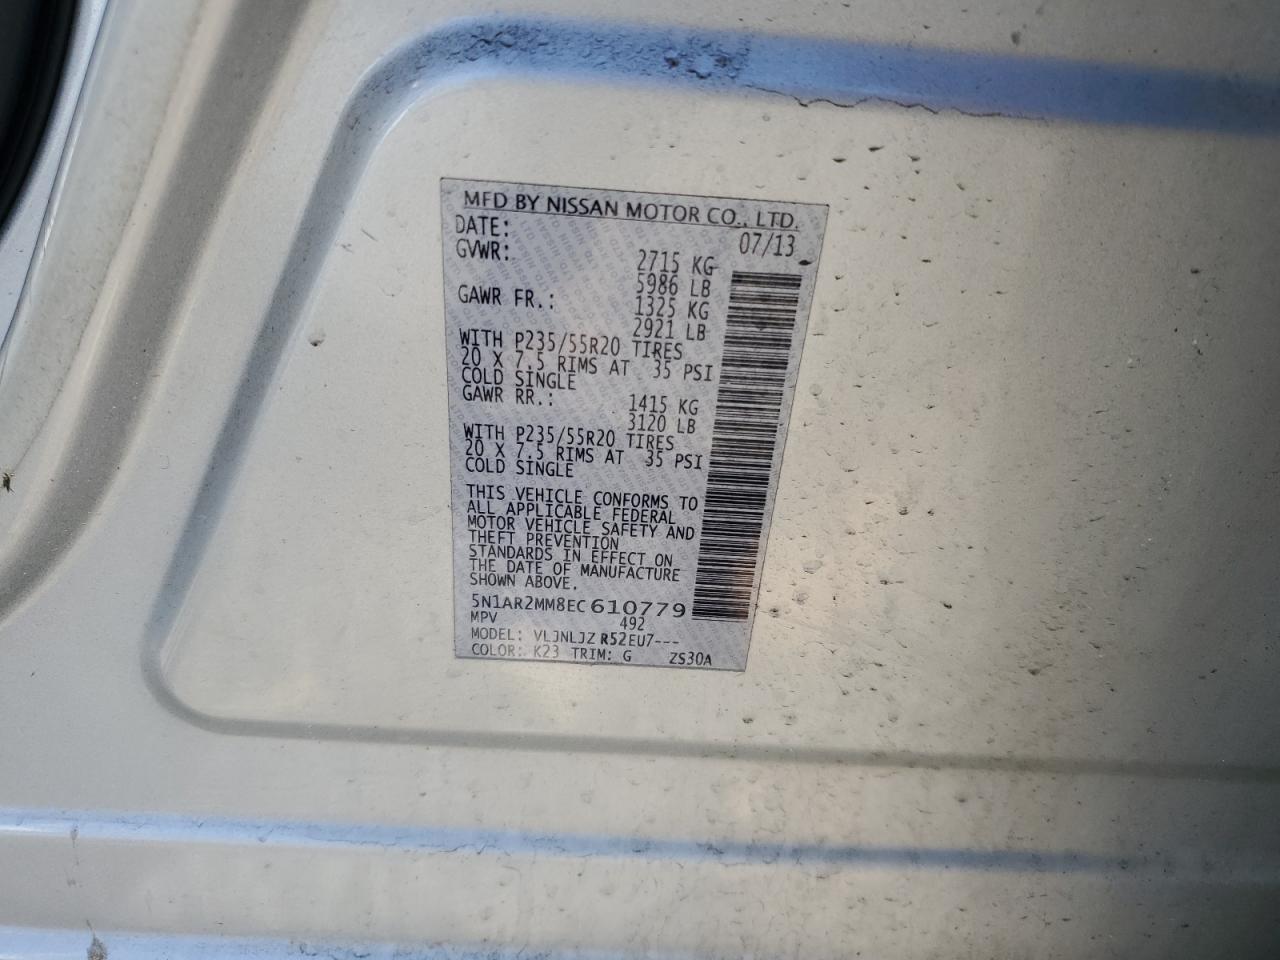 MFD BY NISSAN MOTOR CO., LTD.
DATE: 07/13
GVWR: 2715 KG
5986 LB
GAWR FR.: 1325 KG
2921 LB
WITH P235/55R20 TIRES
20 X 7.5 RIMS AT 35 PSI
COLD SINGLE
GAWR RR.: 1415 KG
3120 LB
WITH P235/55R20 TIRES
20 X 7.5 RIMS AT 35 PSI
COLD SINGLE
THIS VEHICLE CONFORMS TO
ALL APPLICABLE FEDERAL
MOTOR VEHICLE SAFETY AND
THEFT PREVENTION
STANDARDS IN EFFECT ON
THE DATE OF MANUFACTURE
SHOWN ABOVE.
5N1AR2MM8EC610779
MPV 492
MODEL: VLJNLJZ R52EU7---
COLOR: K23 TRIM: G ZS30A